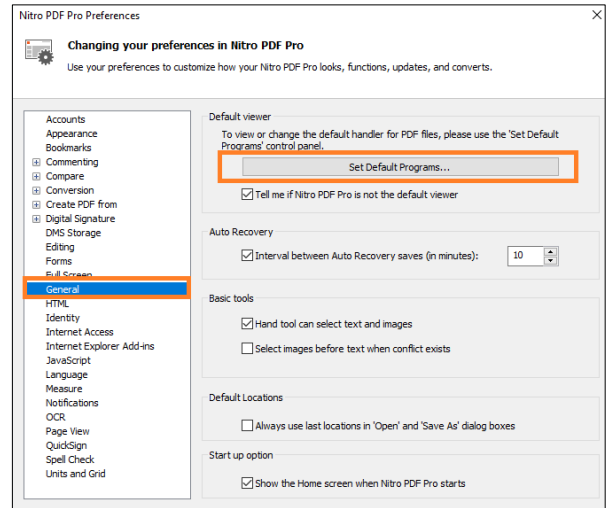 Nitro PDF Pro Preferences
Changing your preferences in Nitro PDF Pro
Use your preferences to customize how your Nitro PDF Pro looks, functions, updates, and converts.
Accounts
Appearance
Bookmarks
Commenting
Compare
Conversion
Create PDF from
Digital Signature
DMS Storage
Editing
Forms
Full Screen
General
HTML
Identity
Internet Access
Internet Explorer Add-ins
JavaScript
Language
Measure
Notifications
OCR
Page View
QuickSign
Spell Check
Units and Grid
Default viewer
To view or change the default handler for PDF files, please use the 'Set Default
Programs' control panel.
Set Default Programs...
Tell me if Nitro PDF Pro is not the default viewer
Auto Recovery
Interval between Auto Recovery saves (in minutes): 10
Basic tools
Hand tool can select text and images
Select images before text when conflict exists
Default Locations
Always use last locations in 'Open' and 'Save As' dialog boxes
Start up option
Show the Home screen when Nitro PDF Pro starts